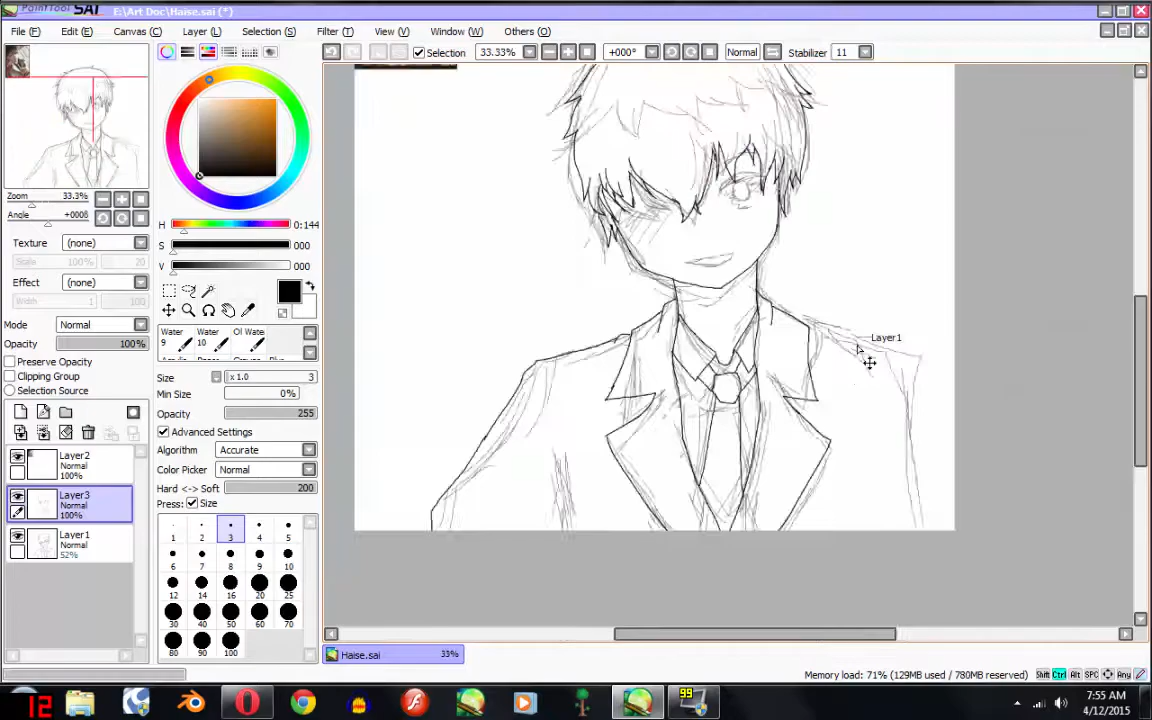 PaintTool SAI E:\Art Doc\Haise.sai (*)
File (F) Edit (E) Canvas (C) Layer (L) Selection (S) Filter (T) View (V) Window (W) Others (O)
Selection 33.33% +000° Normal Stabilizer 11
Zoom 33.3%
Angle +000θ
Texture (none)
Scale 100% 20
Effect (none)
Width 1 100
Mode Normal
Opacity 100%
Preserve Opacity
Clipping Group
Selection Source
Layer2
Normal
100%
Layer3
Normal
100%
Layer1
Normal
52%
H 0:144
S 000
V 000
Water
9
Water
10
Oil Wate
Size x 1.0 3
Min Size 0%
Opacity 255
Advanced Settings
Algorithm Accurate
Color Picker Normal
Hard <-> Soft 200
Press: Size
1 2 3 4 5
6 7 8 9 10
12 14 16 20 25
30 40 50 60 70
80 90 100
Layer1
Haise.sai 33%
Memory load: 71% (129MB used / 780MB reserved) Shift Ctrl Alt SPC Any
12
99
7:55 AM
4/12/2015